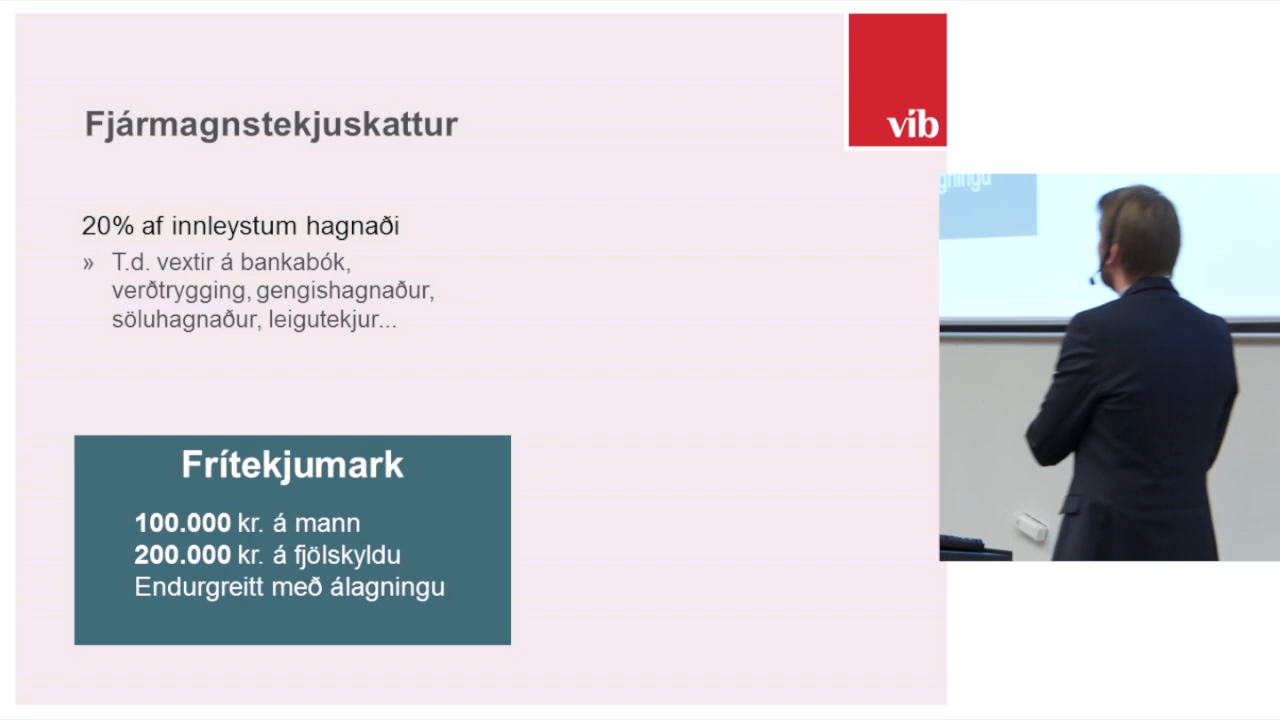 Fjármagnstekjuskattur
víb
20% af innleystum hagnaði
» T.d. vextir á bankabók,
verðtrygging, gengishagnaður,
söluhagnaður, leigutekjur...
Frítekjumark
100.000 kr. á mann
200.000 kr. á fjölskyldu
Endurgreitt með álagningu